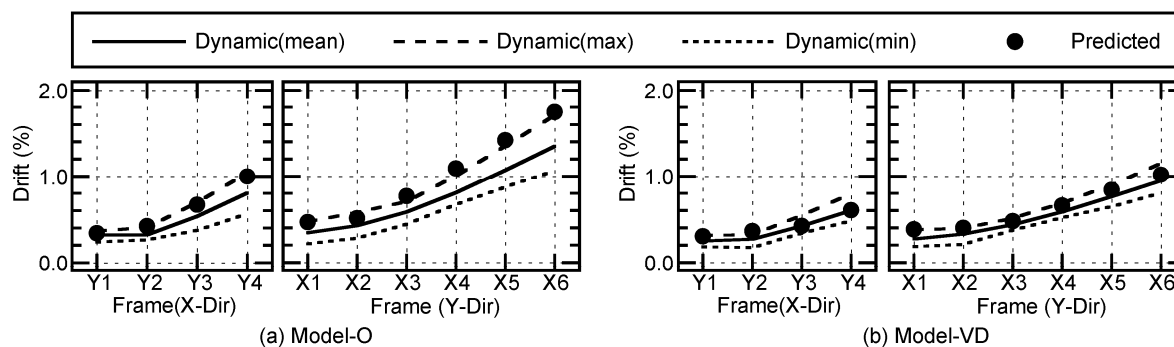 Dynamic(mean) Dynamic(max) Dynamic(min) Predicted
Drift (%)
2.0
1.0
0.0
Y1 Y2 Y3 Y4
Frame(X-Dir)
X1 X2 X3 X4 X5 X6
Frame (Y-Dir)
(a) Model-O
Drift (%)
2.0
1.0
0.0
Y1 Y2 Y3 Y4
Frame(X-Dir)
X1 X2 X3 X4 X5 X6
Frame (Y-Dir)
(b) Model-VD